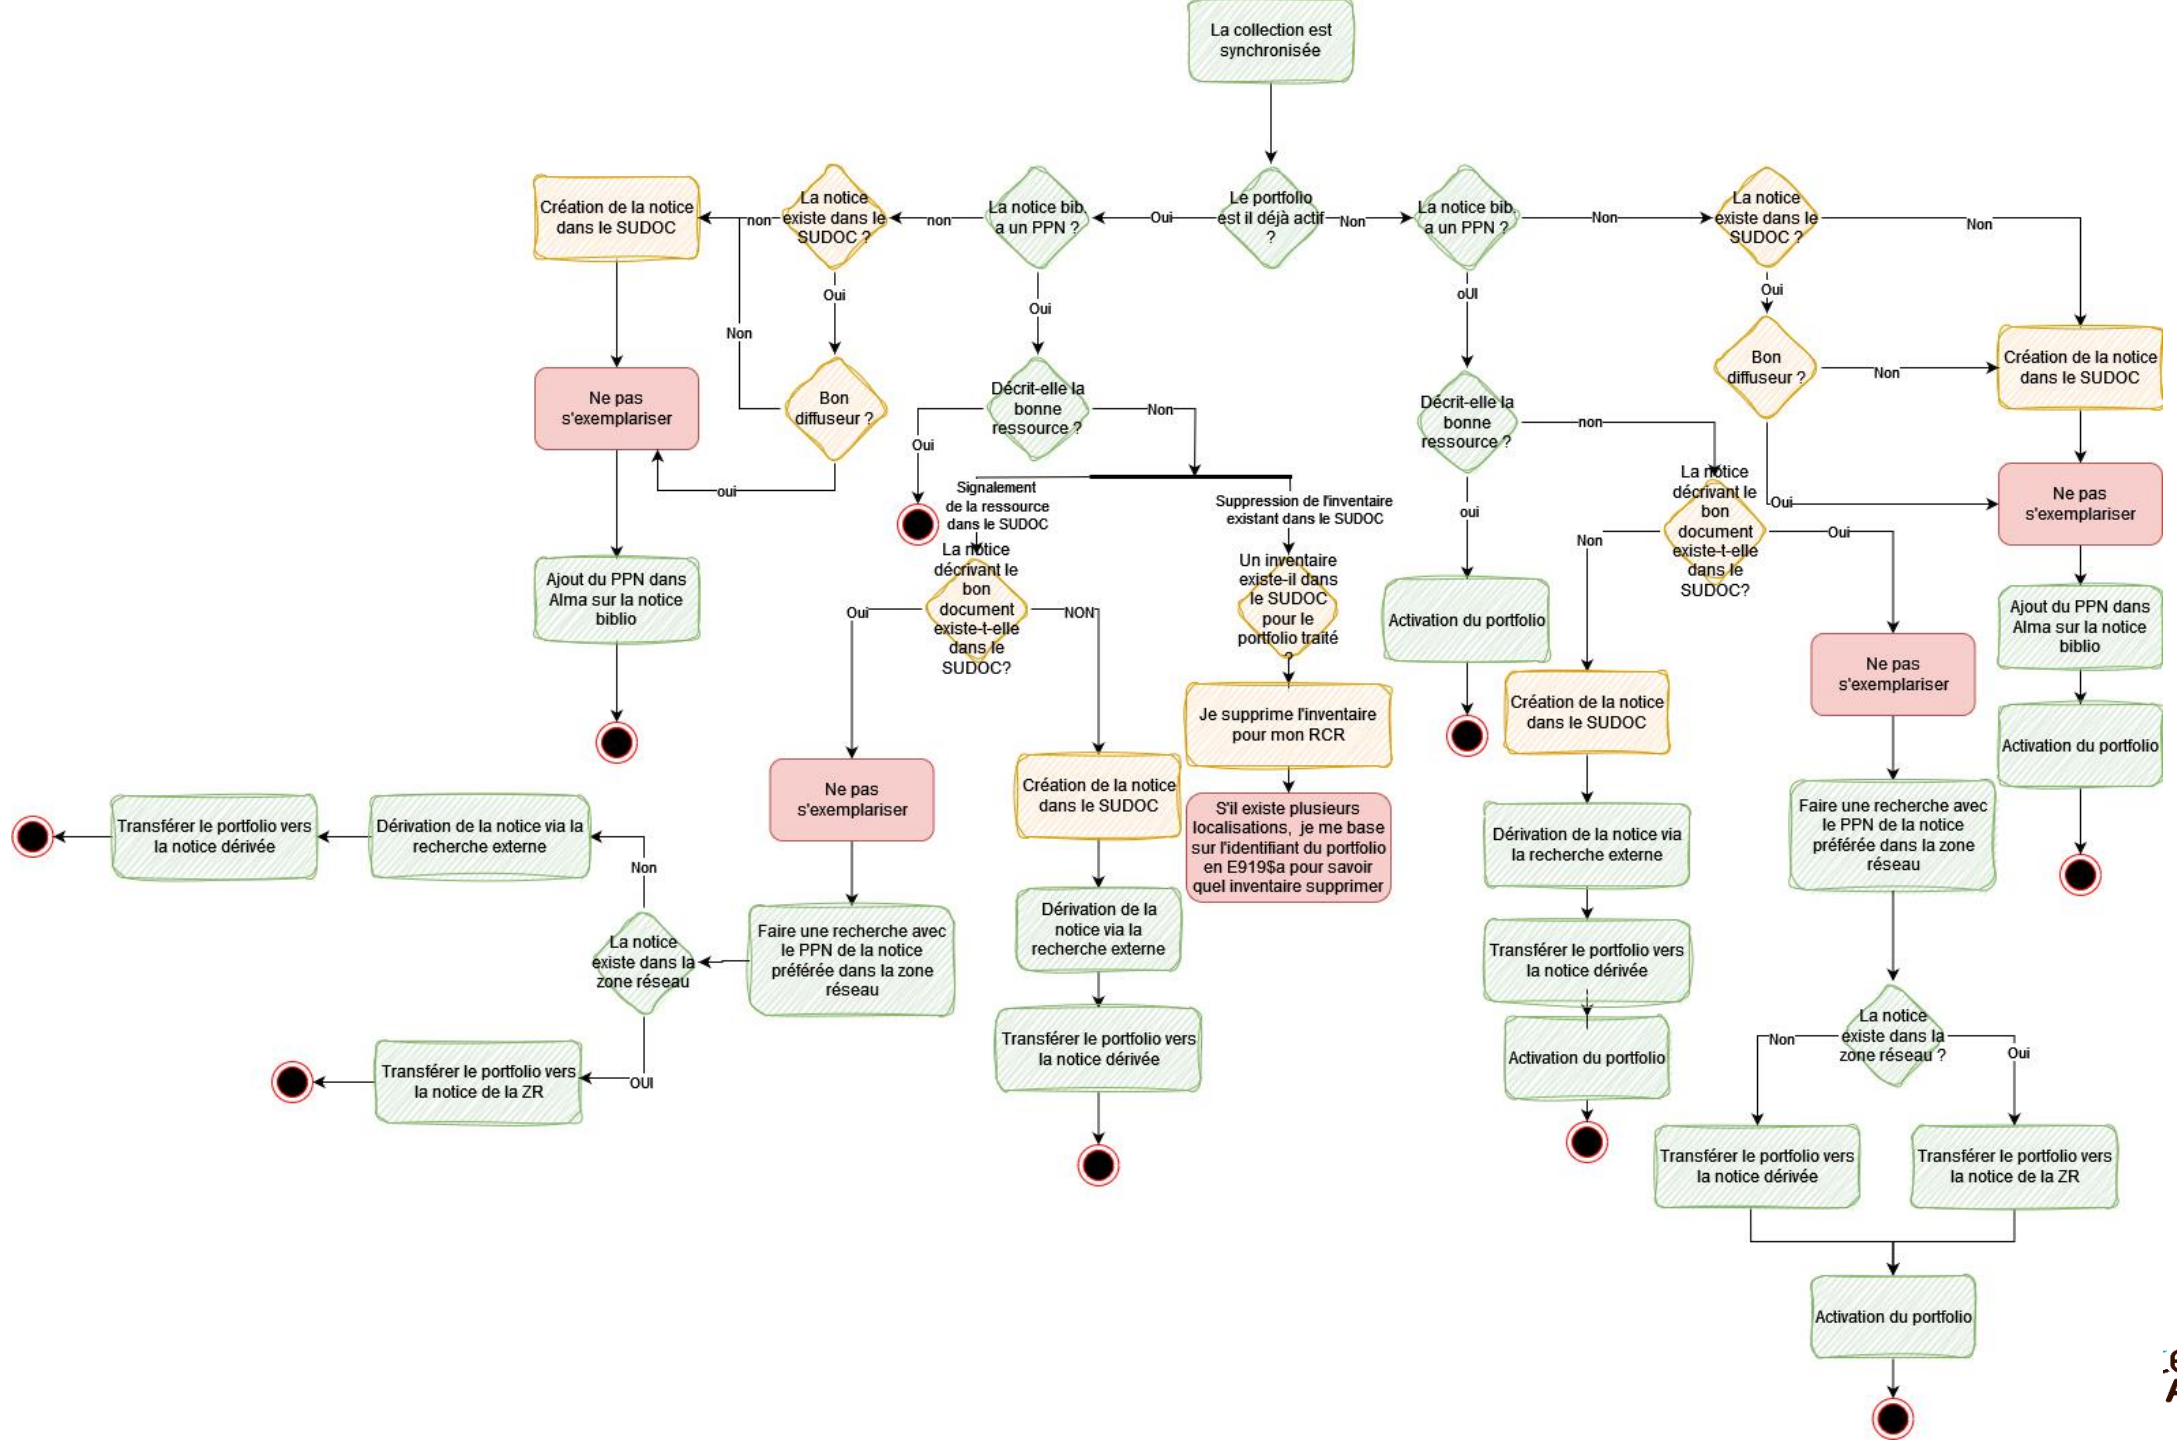 La collection est
synchronisée
Création de la notice
dans le SUDOC
non
La notice
existe dans le
SUDOC ?
non
La notice bib
a un PPN ?
Oui
Le portfolio
est il déjà actif
?
Non
La notice bib
a un PPN ?
Non
La notice
existe dans le
SUDOC ?
Non
Oui
Oui
oUI
Oui
Non
Ne pas
s'exemplariser
Bon
diffuseur ?
oui
Décrit-elle la
bonne
ressource ?
Oui
Non
Décrit-elle la
bonne
ressource ?
non
oui
Bon
diffuseur ?
Non
Oui
Création de la notice
dans le SUDOC
Ne pas
s'exemplariser
Signalement
de la ressource
dans le SUDOC
Suppression de l'inventaire
existant dans le SUDOC
La notice
décrivant le
bon
document
existe-t-elle
dans le
SUDOC?
Oui
NON
Un inventaire
existe-il dans
le SUDOC
pour le
portfolio traité
?
La notice
décrivant le
bon
document
existe-t-elle
dans le
SUDOC?
Non
Oui
Ajout du PPN dans
Alma sur la notice
biblio
Activation du portfolio
Ajout du PPN dans
Alma sur la notice
biblio
Je supprime l'inventaire
pour mon RCR
Création de la notice
dans le SUDOC
Ne pas
s'exemplariser
Activation du portfolio
Transférer le portfolio vers
la notice dérivée
Dérivation de la notice via la
recherche externe
Non
Ne pas
s'exemplariser
Création de la notice
dans le SUDOC
S'il existe plusieurs
localisations, je me base
sur l'identifiant du portfolio
en E919$a pour savoir
quel inventaire supprimer
Dérivation de la notice via
la recherche externe
Faire une recherche avec
le PPN de la notice
préférée dans la zone
réseau
La notice
existe dans la
zone réseau
Faire une recherche avec
le PPN de la notice
préférée dans la zone
réseau
Dérivation de la
notice via la
recherche externe
Transférer le portfolio vers
la notice dérivée
Transférer le portfolio vers
la notice de la ZR
OUI
Transférer le portfolio vers
la notice dérivée
Activation du portfolio
La notice
existe dans la
zone réseau ?
Non
Oui
Transférer le portfolio vers
la notice dérivée
Transférer le portfolio vers
la notice de la ZR
Activation du portfolio